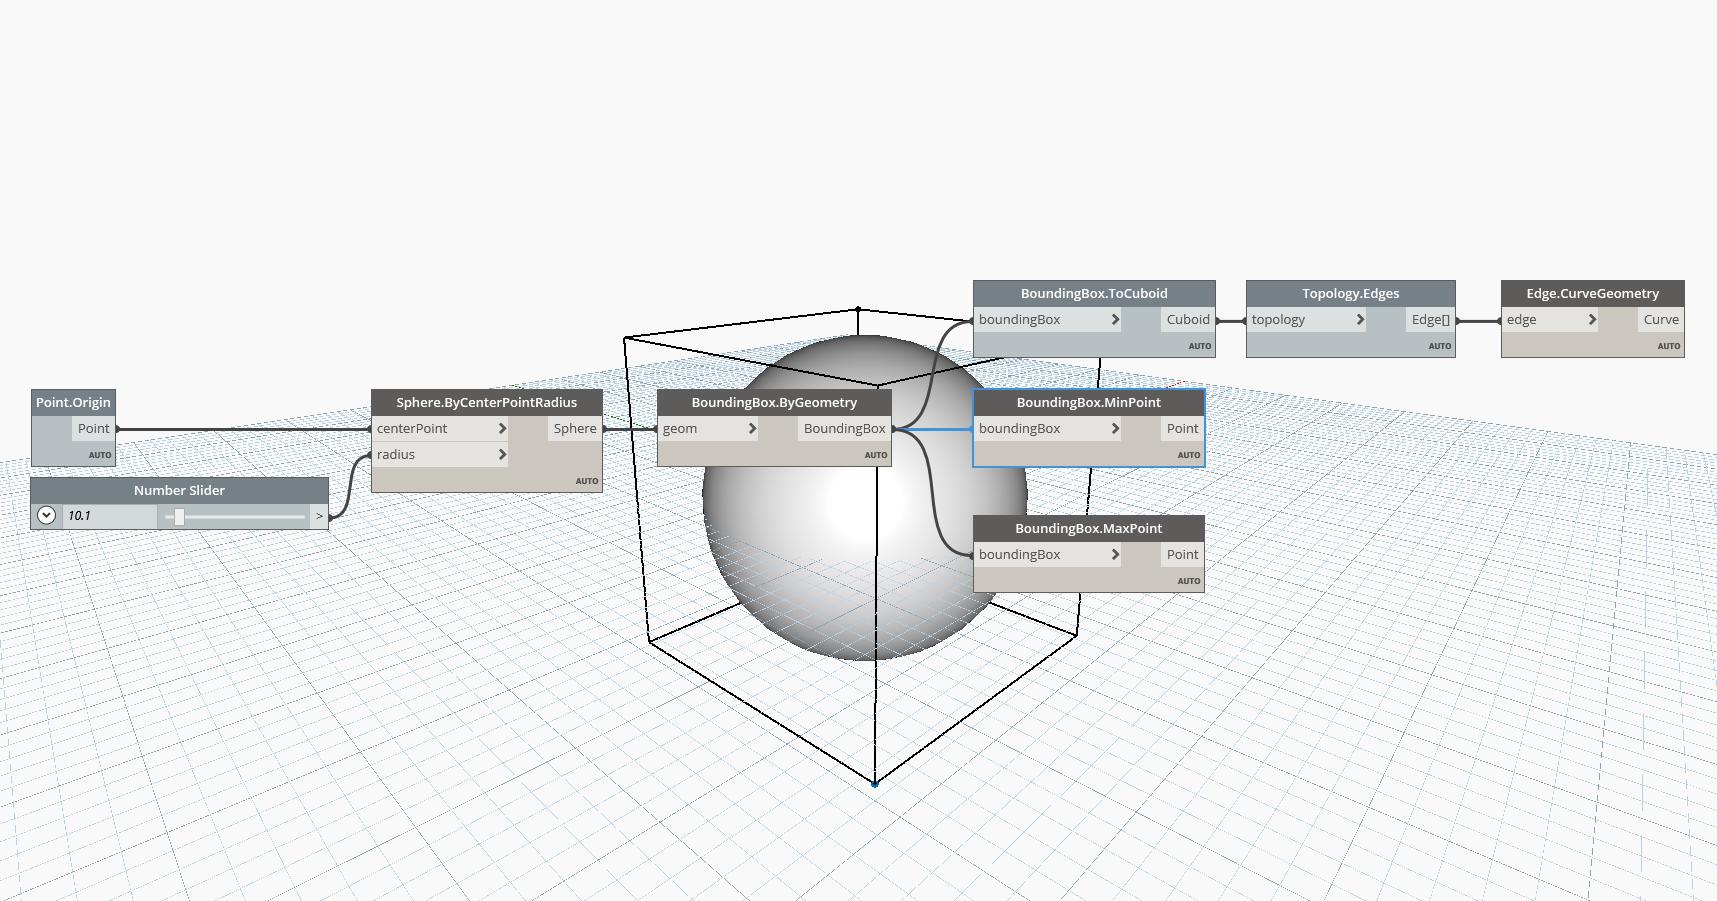 Point.Origin
Point
AUTO
Number Slider
10.1
>
Sphere.ByCenterPointRadius
centerPoint > Sphere
radius >
AUTO
BoundingBox.ByGeometry
geom > BoundingBox
AUTO
BoundingBox.ToCuboid
boundingBox > Cuboid
AUTO
Topology.Edges
topology > Edge[]
AUTO
Edge.CurveGeometry
edge > Curve
AUTO
BoundingBox.MinPoint
boundingBox > Point
AUTO
BoundingBox.MaxPoint
boundingBox > Point
AUTO